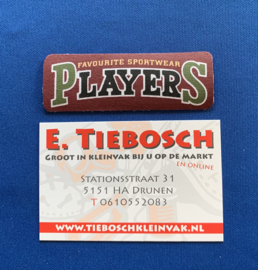 FAVOURITE SPORTWEAR
PLAYERS
E. TIEBOSCH
GROOT IN KLEINVAK BIJ U OP DE MARKT
EN ONLINE
STATIONSSTRAAT 31
5151 HA DRUNEN
T 0610552083
WWW.TIEBOSCHKLEINVAK.NL